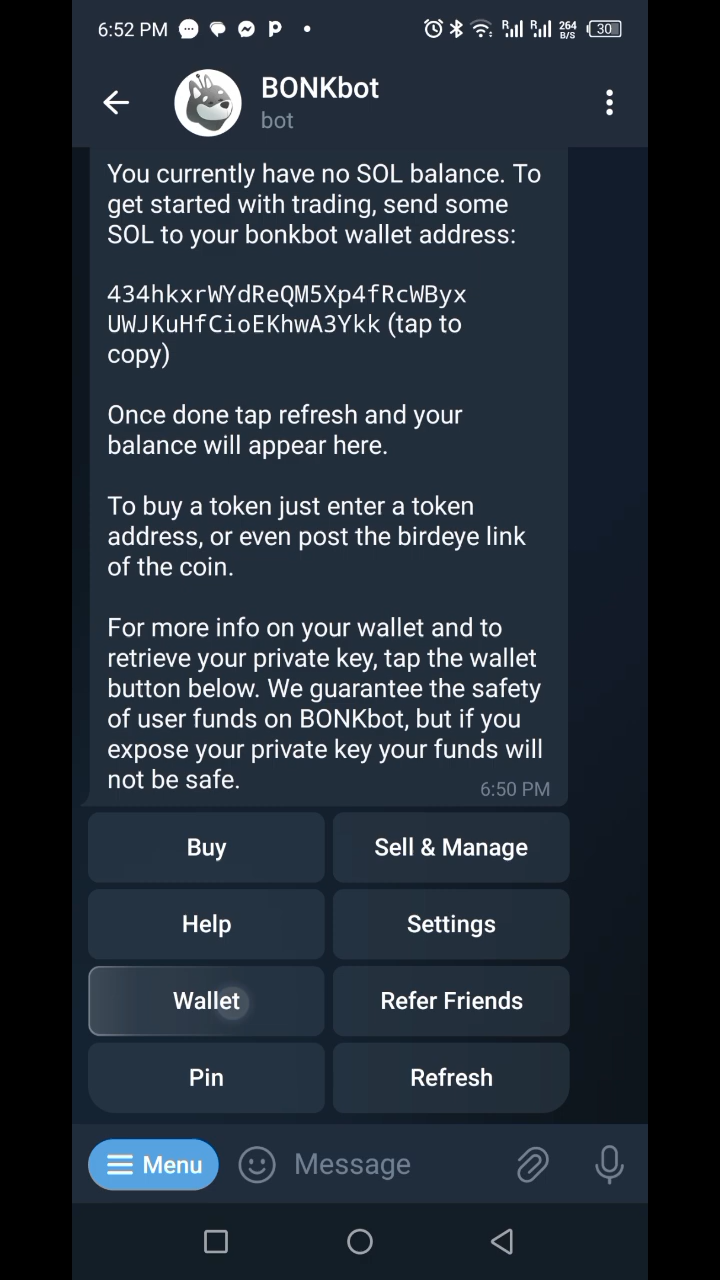 6:52 PM
R R 264 B/S 30
BONKbot
bot
You currently have no SOL balance. To
get started with trading, send some
SOL to your bonkbot wallet address:
434hkxrWYdReQM5Xp4fRcWByx
UWJKuHfCioEKhwA3Ykk (tap to
copy)
Once done tap refresh and your
balance will appear here.
To buy a token just enter a token
address, or even post the birdeye link
of the coin.
For more info on your wallet and to
retrieve your private key, tap the wallet
button below. We guarantee the safety
of user funds on BONKbot, but if you
expose your private key your funds will
not be safe.
6:50 PM
Buy
Sell & Manage
Help
Settings
Wallet
Refer Friends
Pin
Refresh
Menu
Message